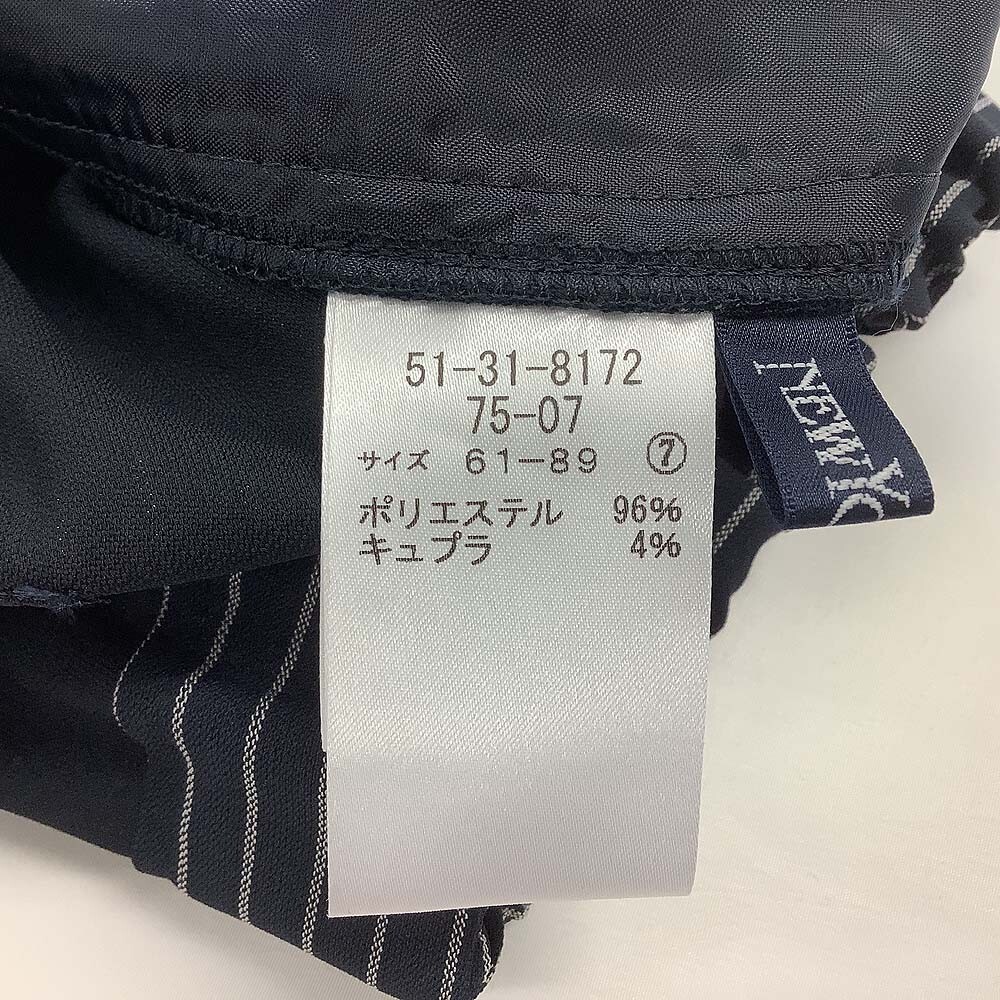 51-31-8172
75-07
サイズ 61-89 ⑦
ポリエステル 96%
キュプラ 4%
NEW